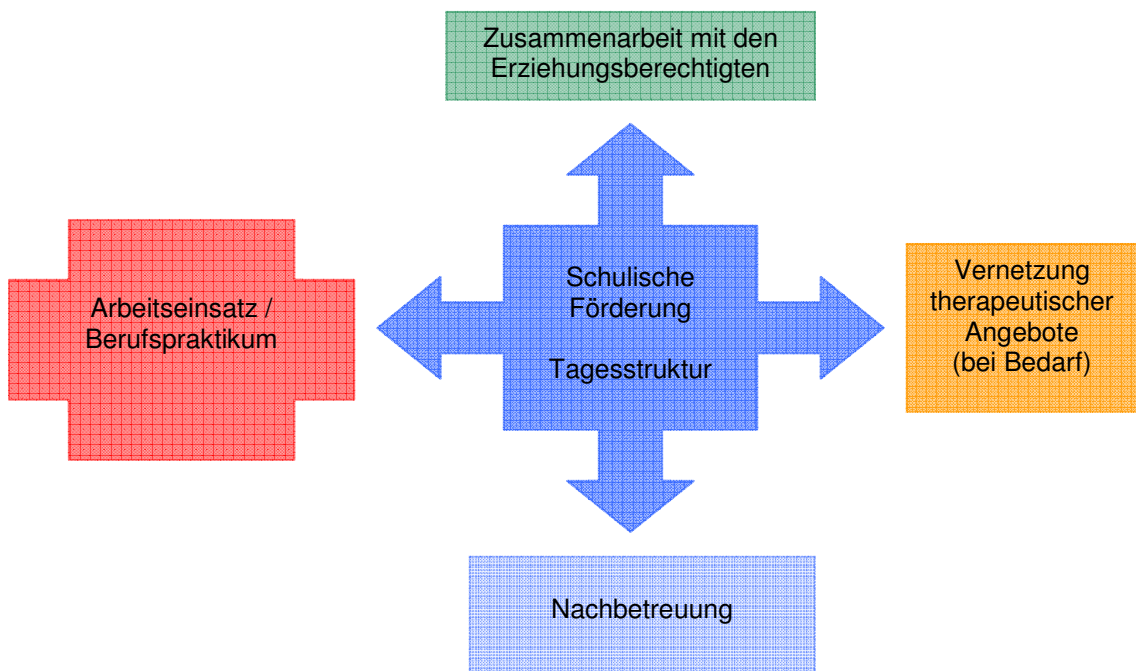 Zusammenarbeit mit den
Erziehungsberechtigten
Arbeitseinsatz /
Berufspraktikum
Schulische
Förderung
Tagesstruktur
Vernetzung
therapeutischer
Angebote
(bei Bedarf)
Nachbetreuung